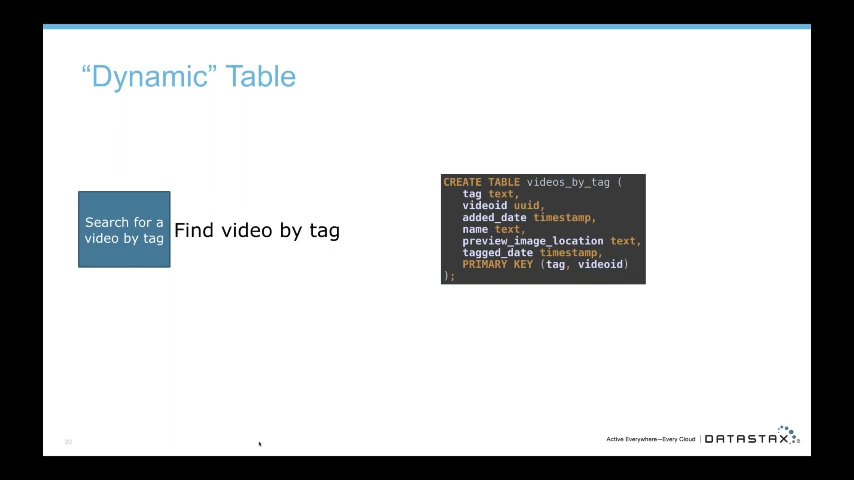 “Dynamic” Table
Search for a
video by tag
Find video by tag
CREATE TABLE videos_by_tag (
tag text,
videoid uuid,
added_date timestamp,
name text,
preview_image_location text,
tagged_date timestamp,
PRIMARY KEY (tag, videoid)
);
20
Active Everywhere—Every Cloud | DATASTAX